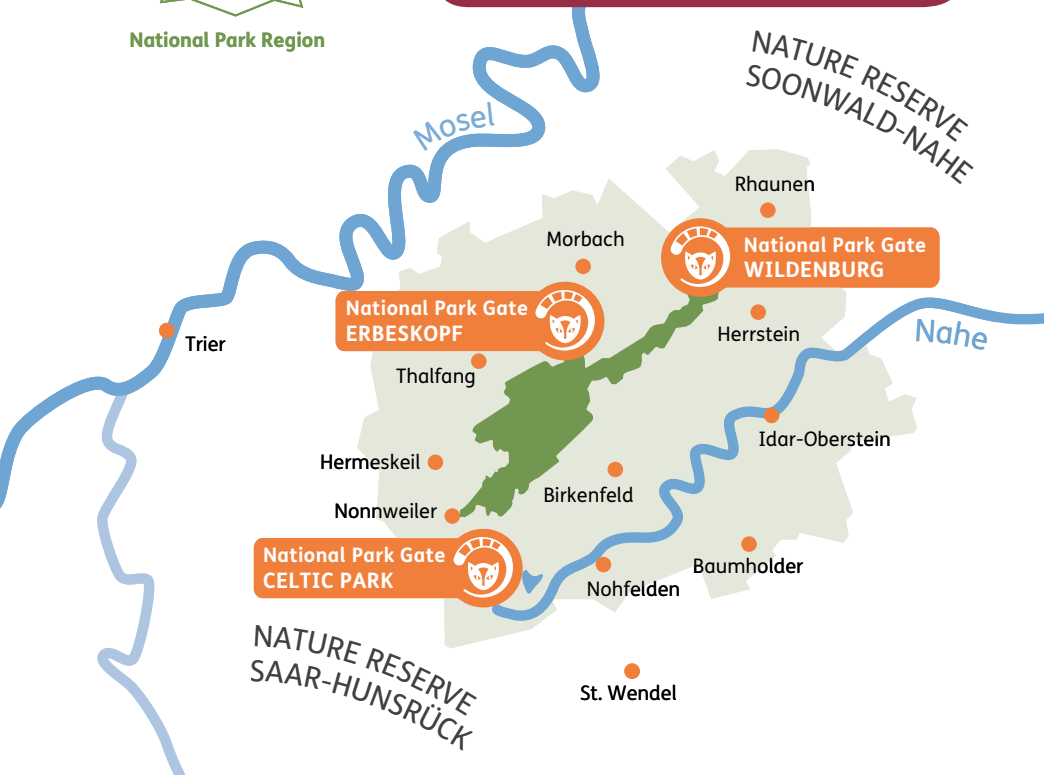 National Park Region
NATURE RESERVE
SOONWALD-NAHE
Mosel
Rhaunen
Morbach
National Park Gate
WILDENBURG
National Park Gate
ERBESKOPF
Herrstein
Nahe
Trier
Thalfang
Idar-Oberstein
Hermeskeil
Birkenfeld
Nonnweiler
National Park Gate
CELTIC PARK
Baumholder
Nohfelden
NATURE RESERVE
SAAR-HUNSRÜCK
St. Wendel